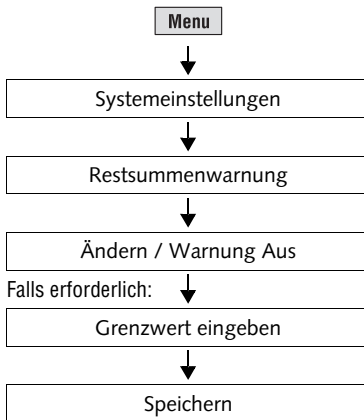 Menu
Systemeinstellungen
Restsummenwarnung
Ändern / Warnung Aus
Falls erforderlich:
Grenzwert eingeben
Speichern